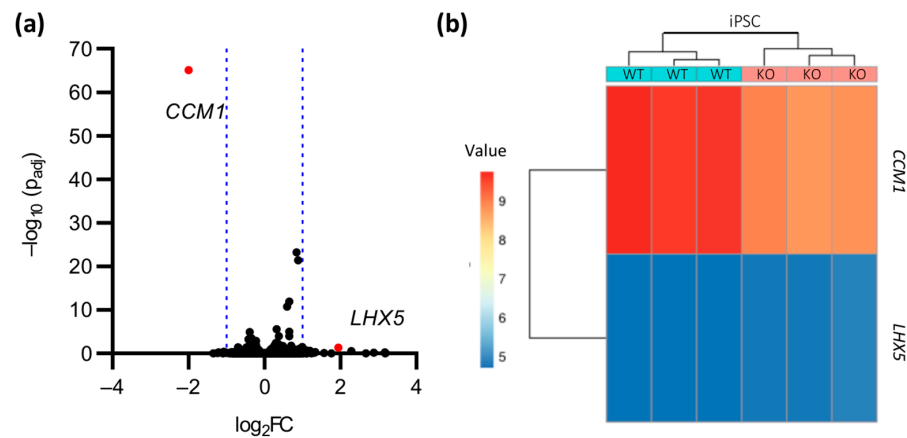 (a)
70
60
50
40
30
20
10
0
–log10 (padj)
CCM1
LHX5
–4 –2 0 2 4
log2FC
(b)
iPSC
WT WT WT KO KO KO
Value
9
8
7
6
5
CCM1
LHX5